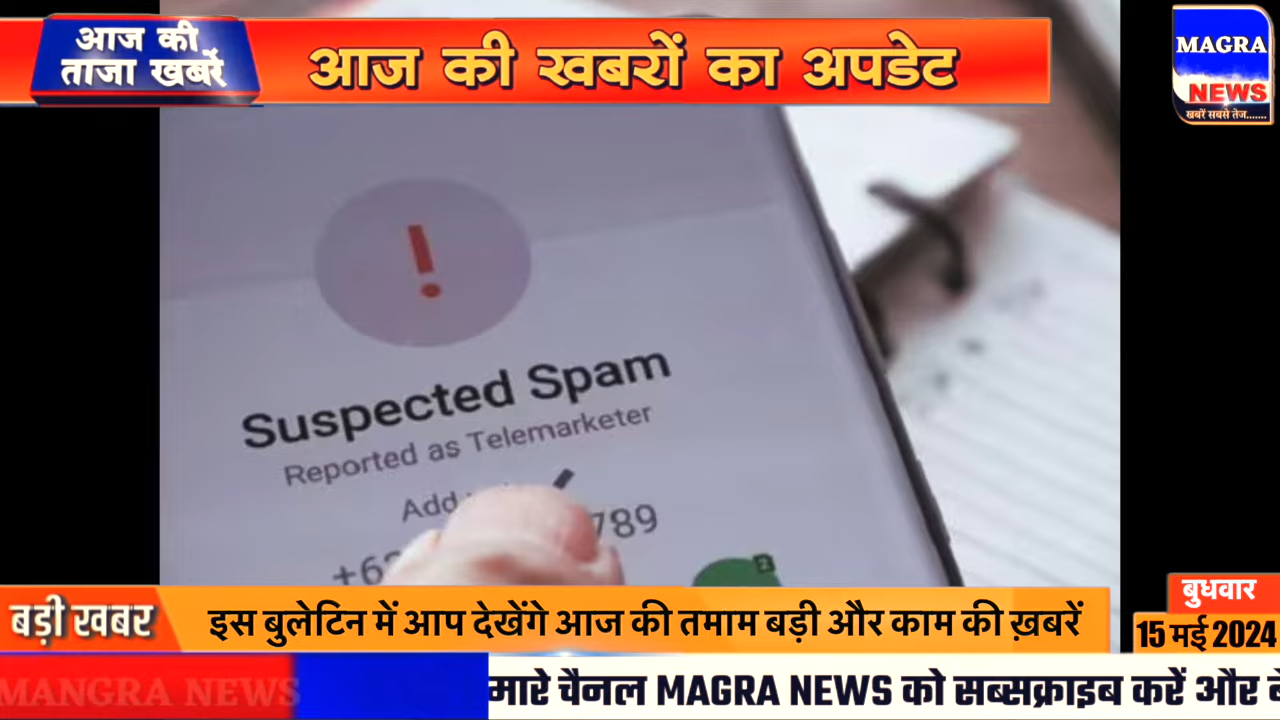 आज की
ताजा खबरें
आज की खबरों का अपडेट
MAGRA
NEWS
खबरें सबसे तेज.......
Suspected Spam
Reported as Telemarketer
Add
+62
789
बड़ी खबर
इस बुलेटिन में आप देखेंगे आज की तमाम बड़ी और काम की ख़बरें
बुधवार
15 मई 2024
MANGRA NEWS
मारे चैनल MAGRA NEWS को सब्सक्राइब करें और